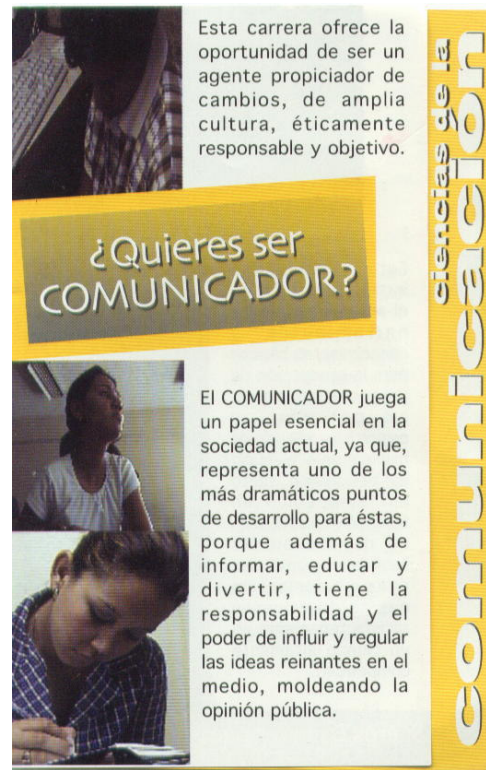 Esta carrera ofrece la
oportunidad de ser un
agente propiciador de
cambios, de amplia
cultura, éticamente
responsable y objetivo.
¿Quieres ser
COMUNICADOR?
El COMUNICADOR juega
un papel esencial en la
sociedad actual, ya que,
representa uno de los
más dramáticos puntos
de desarrollo para éstas,
porque además de
informar, educar y
divertir, tiene la
responsabilidad y el
poder de influir y regular
las ideas reinantes en el
medio, moldeando la
opinión pública.
ciencias de la
comunicación